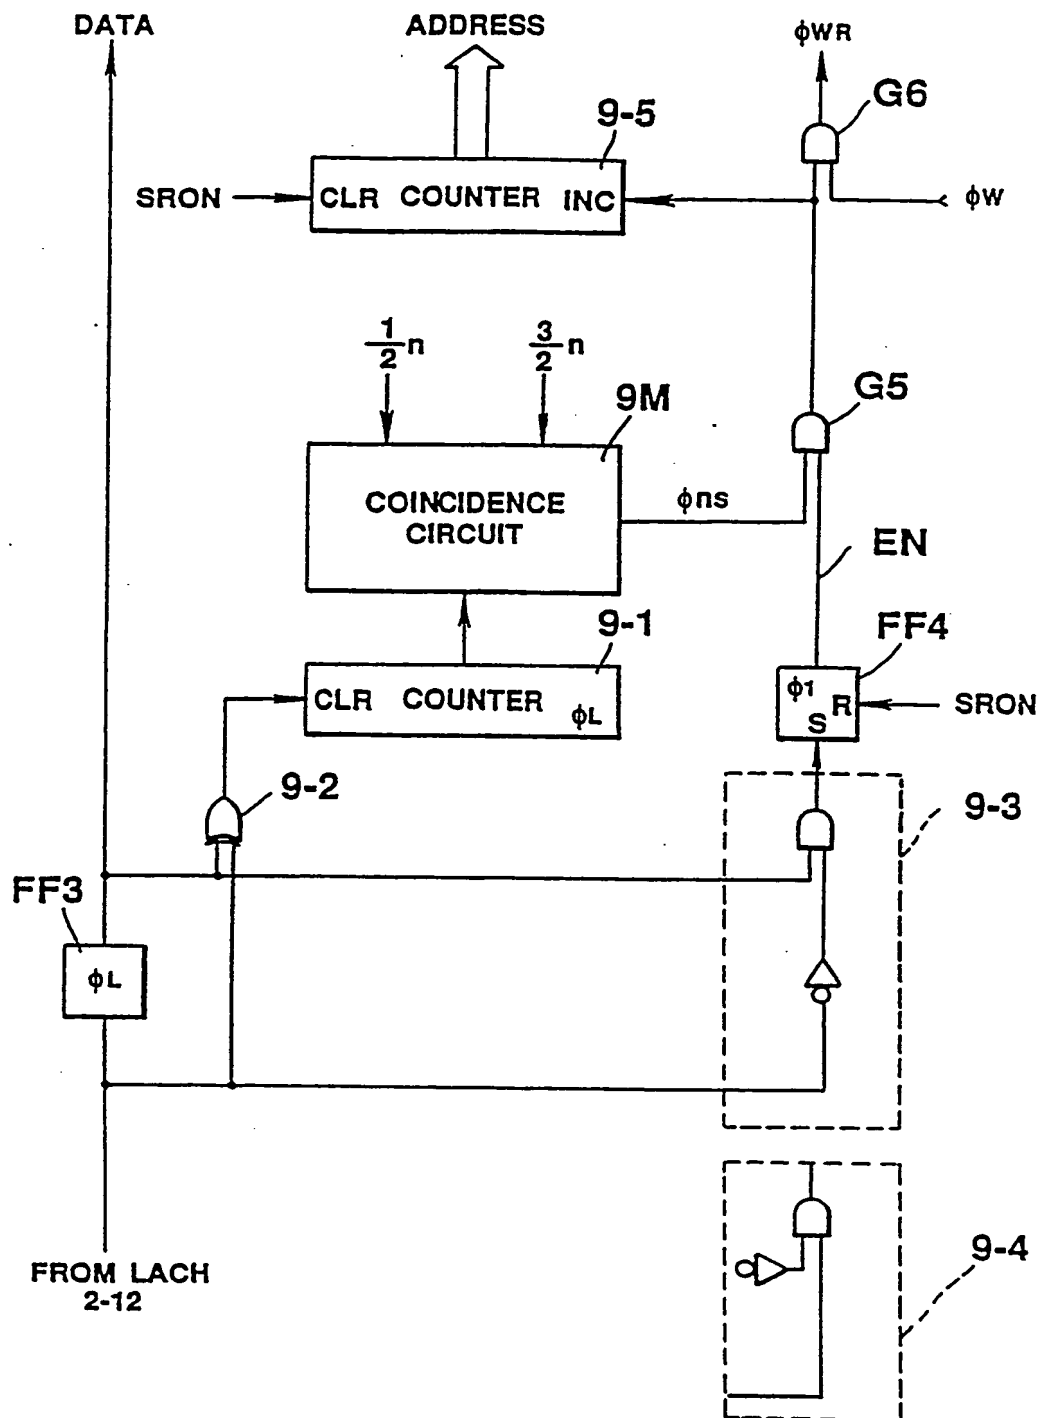 DATA
ADDRESS
φWR
G6
9-5
SRON
CLR COUNTER INC
φW
1/2 n
3/2 n
9M
G5
COINCIDENCE
CIRCUIT
φns
EN
9-1
FF4
CLR COUNTER φL
φ1
S
R
SRON
9-2
9-3
FF3
φL
9-4
FROM LACH
2-12